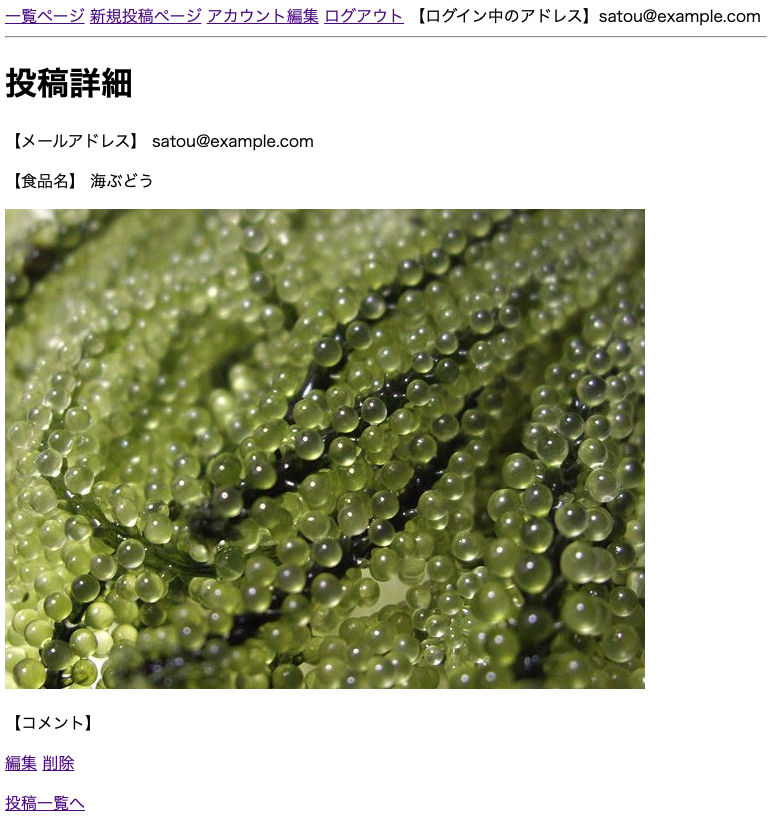 一覧ページ 新規投稿ページ アカウント編集 ログアウト 【ログイン中のアドレス】satou@example.com
投稿詳細
【メールアドレス】 satou@example.com
【食品名】 海ぶどう
【コメント】
編集 削除
投稿一覧へ